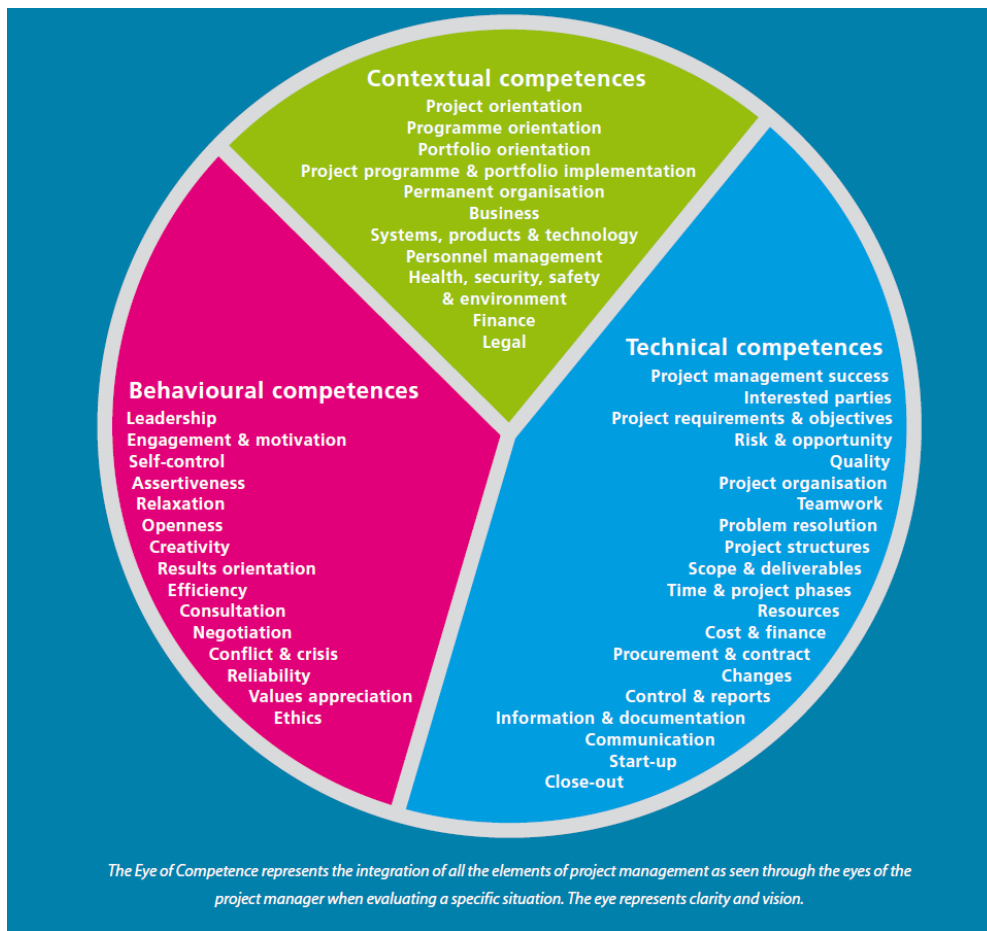 Contextual competences
Project orientation
Programme orientation
Portfolio orientation
Project programme & portfolio implementation
Permanent organisation
Business
Systems, products & technology
Personnel management
Health, security, safety
& environment
Finance
Legal
Behavioural competences
Leadership
Engagement & motivation
Self-control
Assertiveness
Relaxation
Openness
Creativity
Results orientation
Efficiency
Consultation
Negotiation
Conflict & crisis
Reliability
Values appreciation
Ethics
Technical competences
Project management success
Interested parties
Project requirements & objectives
Risk & opportunity
Quality
Project organisation
Teamwork
Problem resolution
Project structures
Scope & deliverables
Time & project phases
Resources
Cost & finance
Procurement & contract
Changes
Control & reports
Information & documentation
Communication
Start-up
Close-out
The Eye of Competence represents the integration of all the elements of project management as seen through the eyes of the
project manager when evaluating a specific situation. The eye represents clarity and vision.